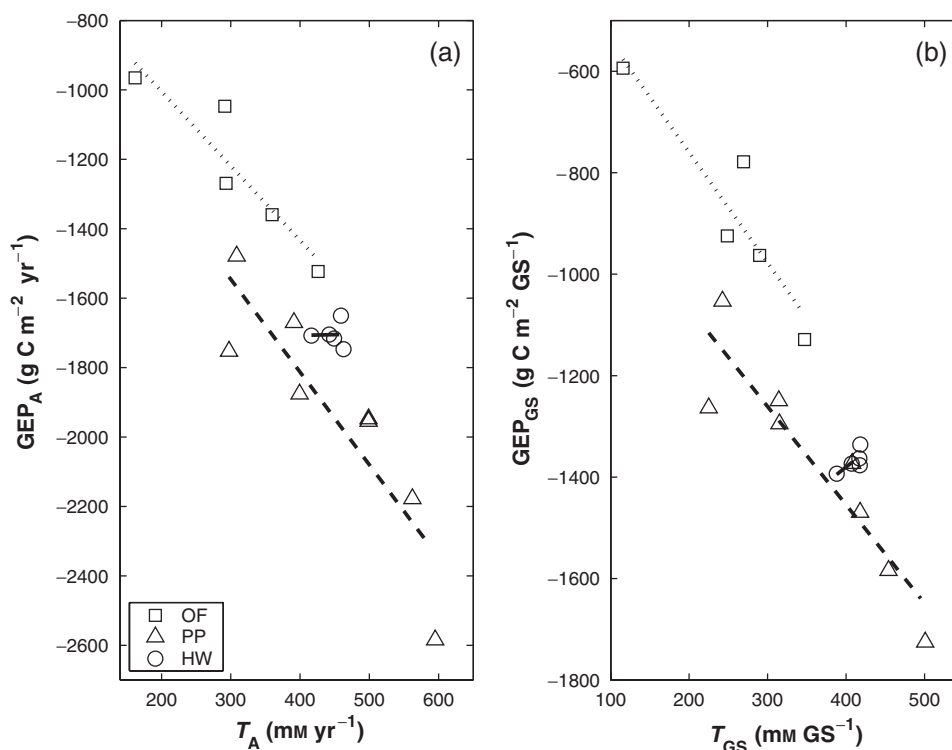 (a)
−800
−1000
−1200
−1400
−1600
−1800
−2000
−2200
−2400
−2600
GEP_A (g C m⁻² yr⁻¹)
OF
PP
HW
200 300 400 500 600
T_A (mM yr⁻¹)
(b)
−600
−800
−1000
−1200
−1400
−1600
−1800
GEP_GS (g C m⁻² GS⁻¹)
100 200 300 400 500
T_GS (mM GS⁻¹)